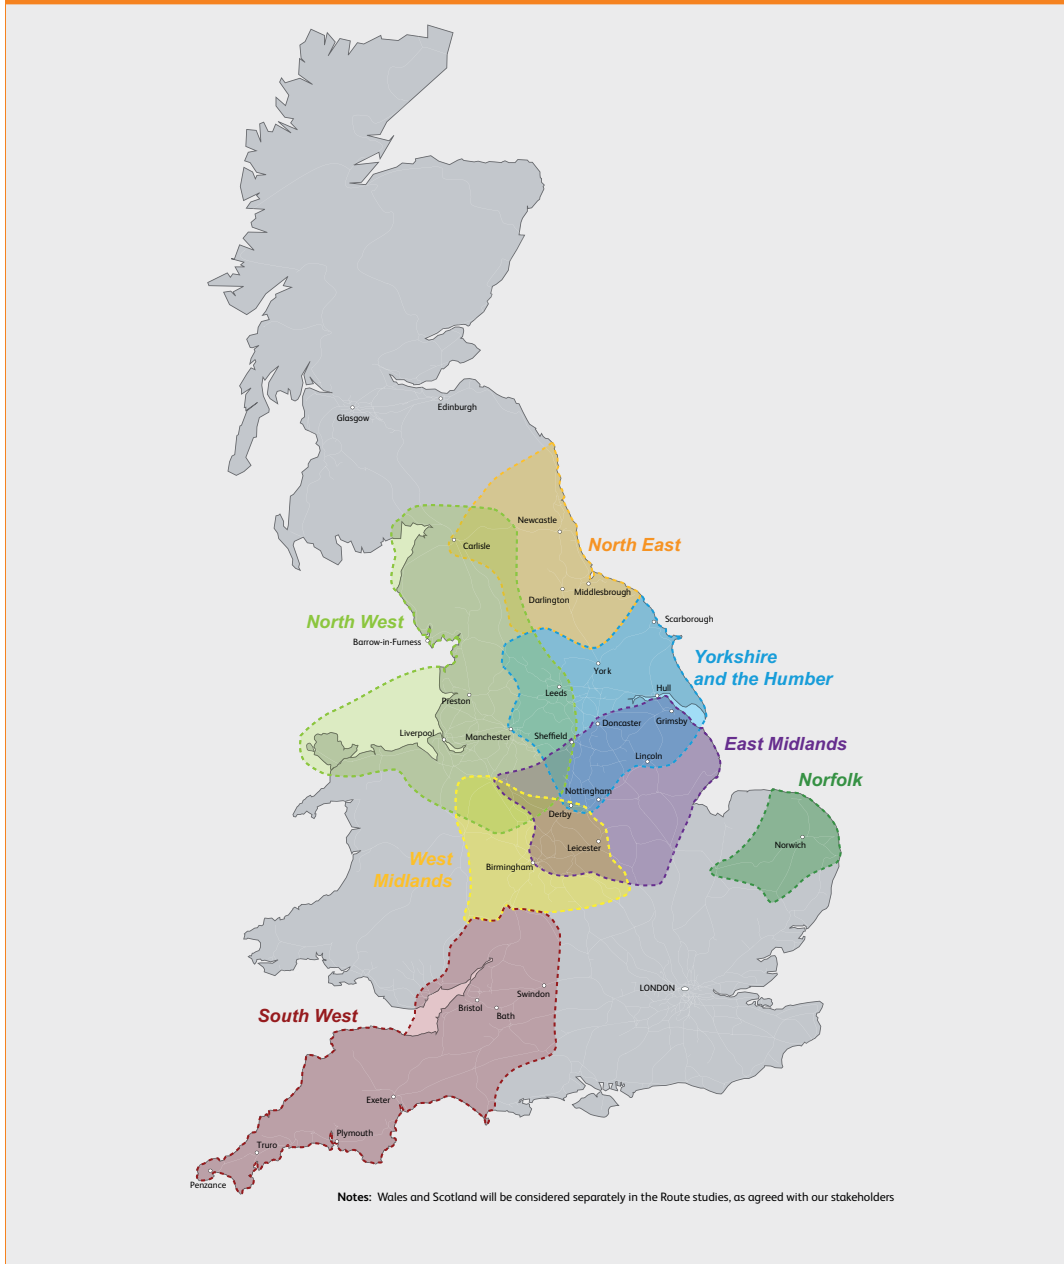 Edinburgh
Glasgow
Newcastle
North East
Carlisle
Middlesbrough
Darlington
Scarborough
North West
Barrow-in-Furness
Yorkshire
and the Humber
York
Leeds
Hull
Preston
Grimsby
Doncaster
Liverpool
Manchester
Sheffield
East Midlands
Lincoln
Norfolk
Nottingham
Derby
Norwich
Leicester
West
Midlands
Birmingham
LONDON
Swindon
Bristol
Bath
South West
Exeter
Plymouth
Truro
Penzance
Notes: Wales and Scotland will be considered separately in the Route studies, as agreed with our stakeholders